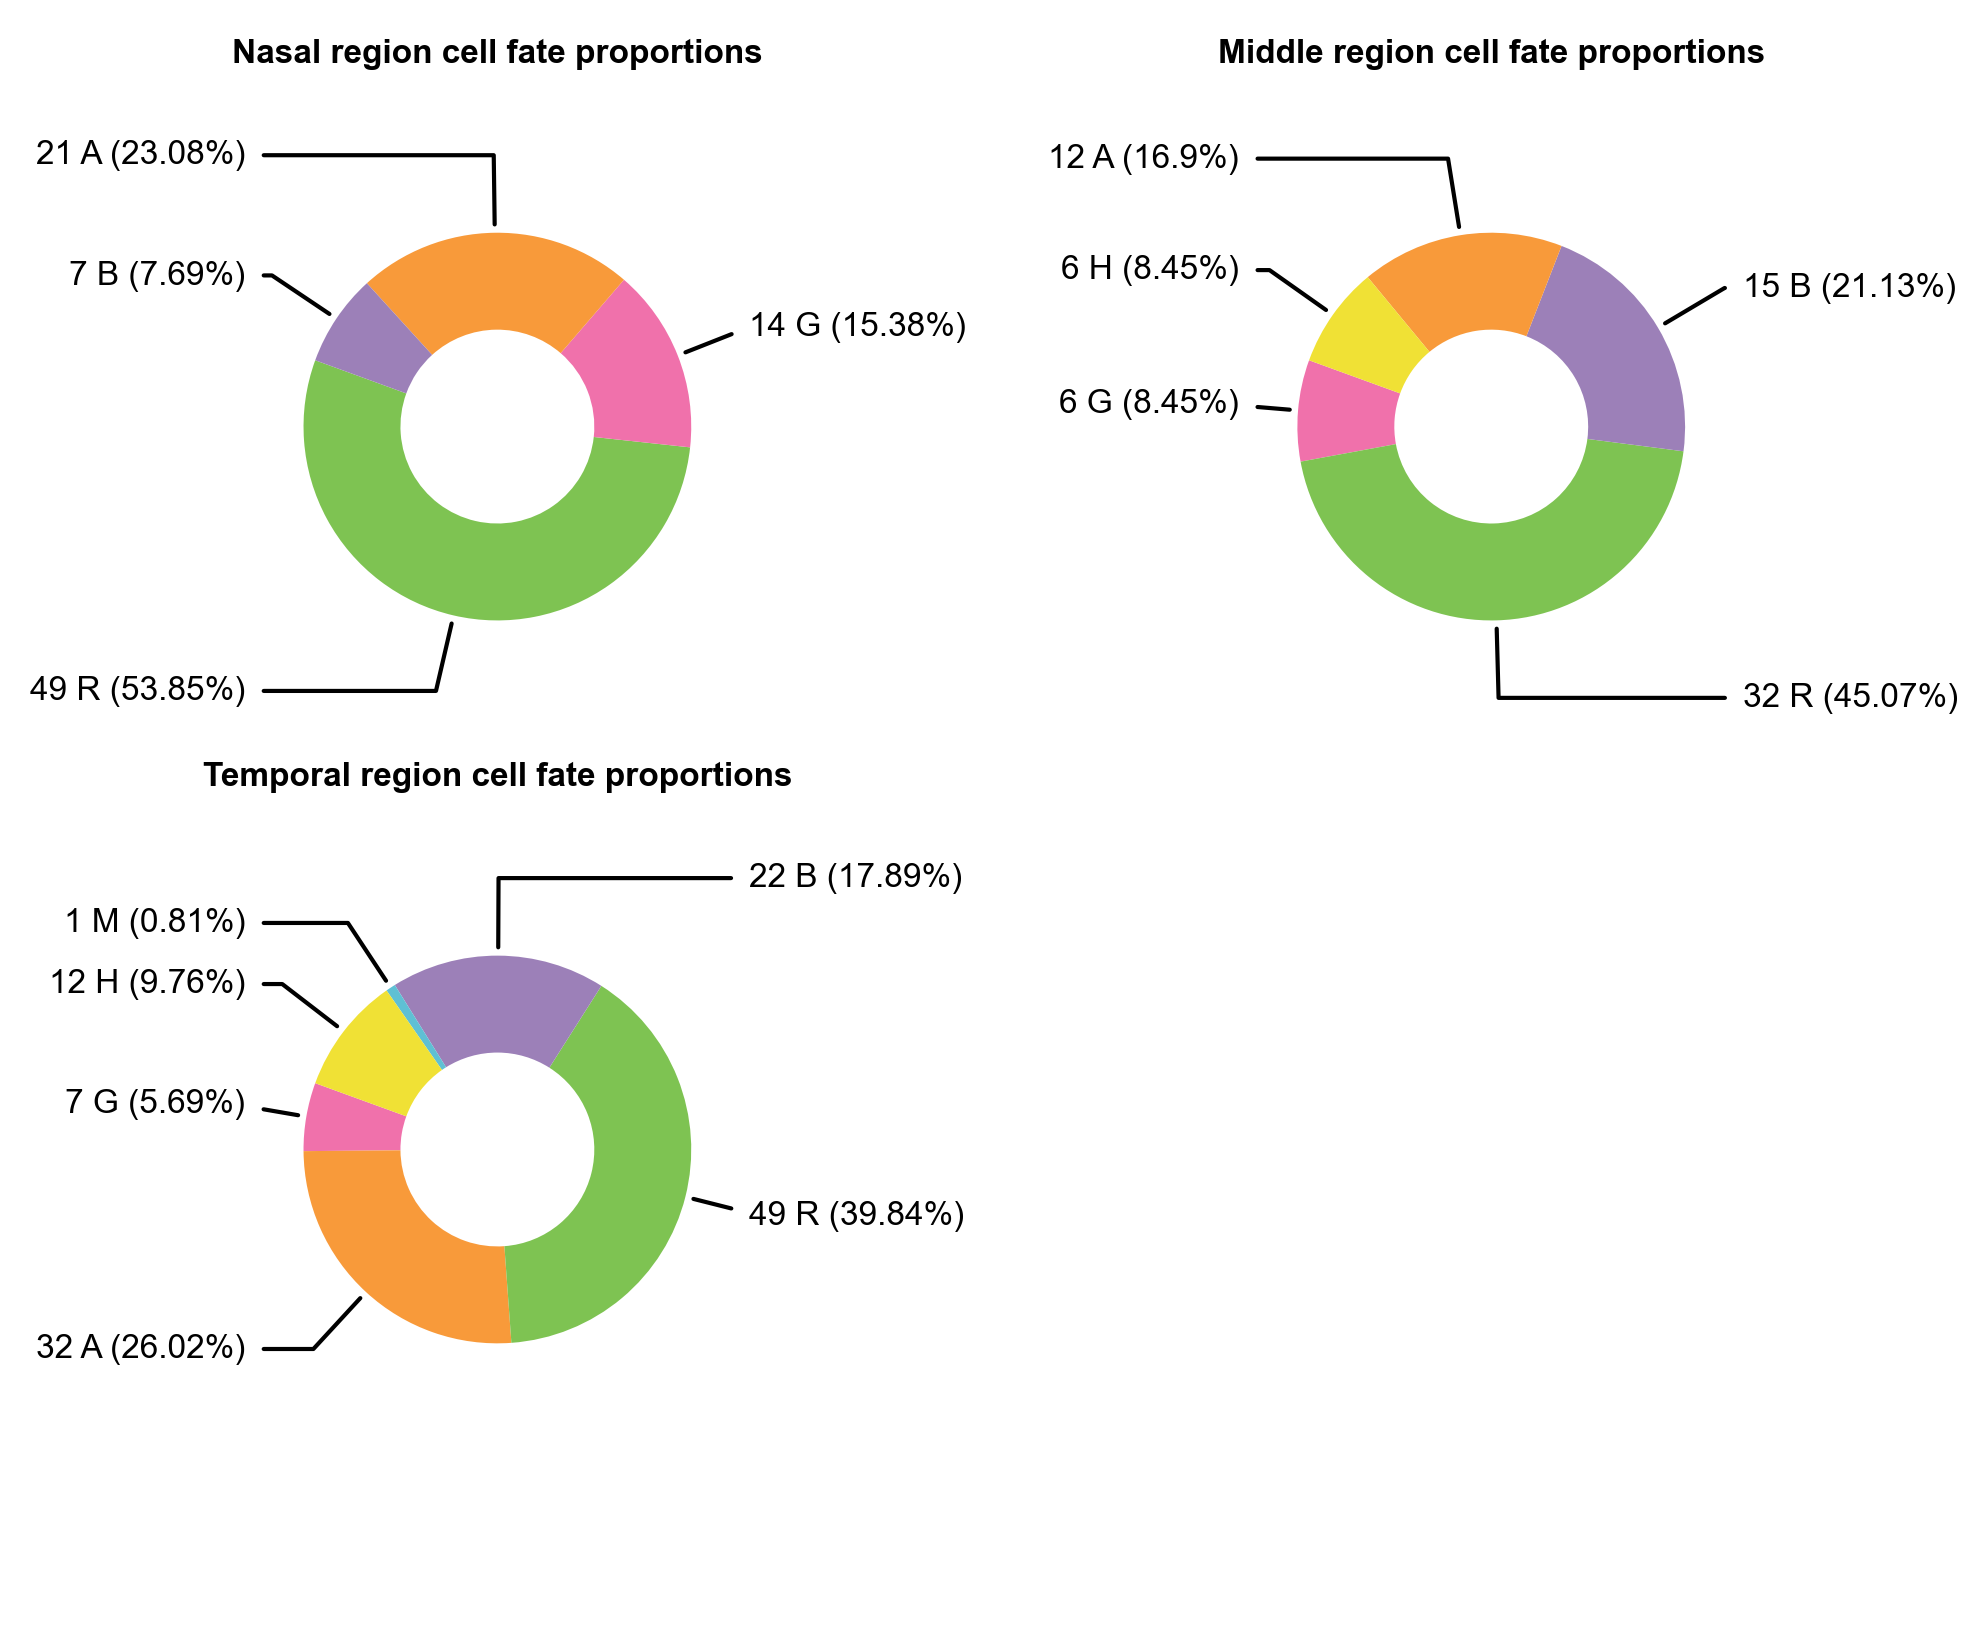 Nasal region cell fate proportions
21 A (23.08%)
7 B (7.69%)
14 G (15.38%)
49 R (53.85%)
Middle region cell fate proportions
12 A (16.9%)
6 H (8.45%)
15 B (21.13%)
6 G (8.45%)
32 R (45.07%)
Temporal region cell fate proportions
22 B (17.89%)
1 M (0.81%)
12 H (9.76%)
7 G (5.69%)
49 R (39.84%)
32 A (26.02%)